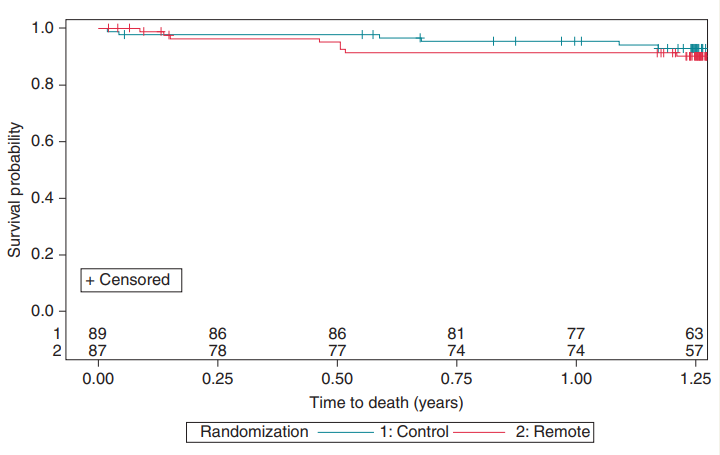 1.0
0.8
0.6
0.4
0.2
0.0
Survival probability
+ Censored
1 89 86 86 81 77 63
2 87 78 77 74 74 57
0.00 0.25 0.50 0.75 1.00 1.25
Time to death (years)
Randomization 1: Control 2: Remote